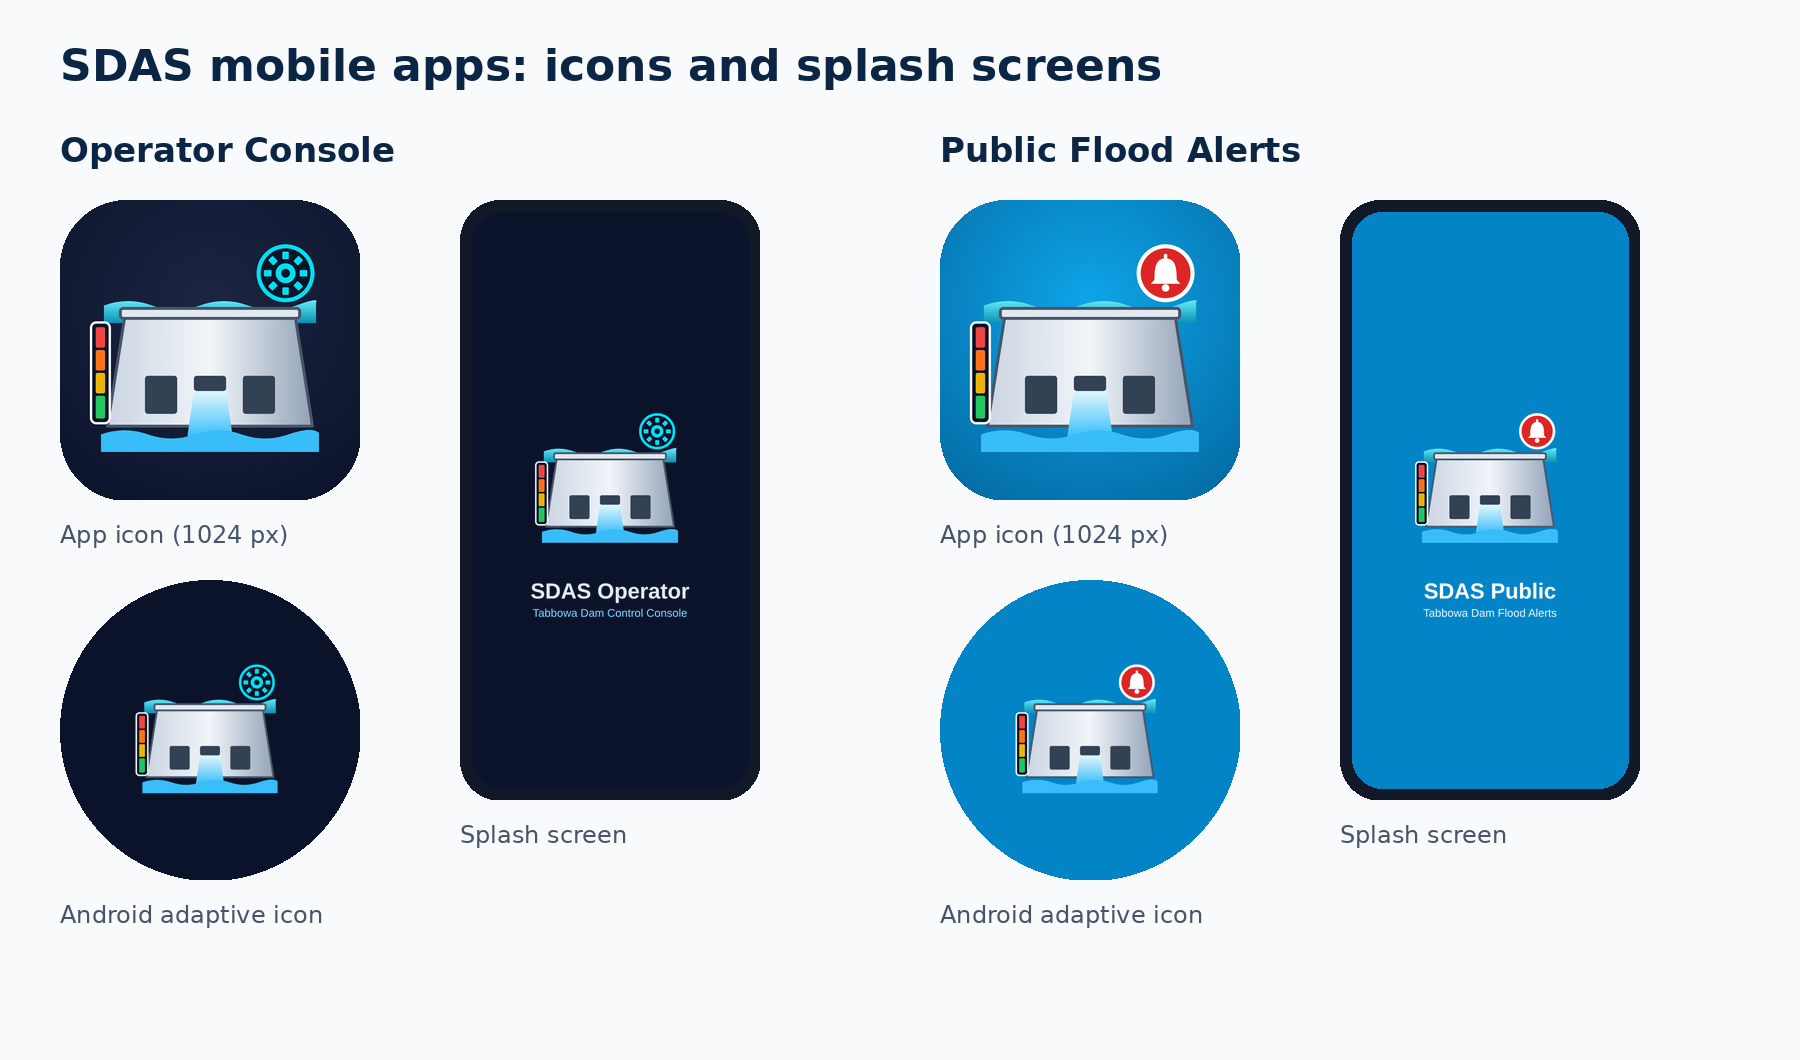 SDAS mobile apps: icons and splash screens
Operator Console
App icon (1024 px)
SDAS Operator
Tabbowa Dam Control Console
Splash screen
Android adaptive icon
Public Flood Alerts
App icon (1024 px)
SDAS Public
Tabbowa Dam Flood Alerts
Splash screen
Android adaptive icon